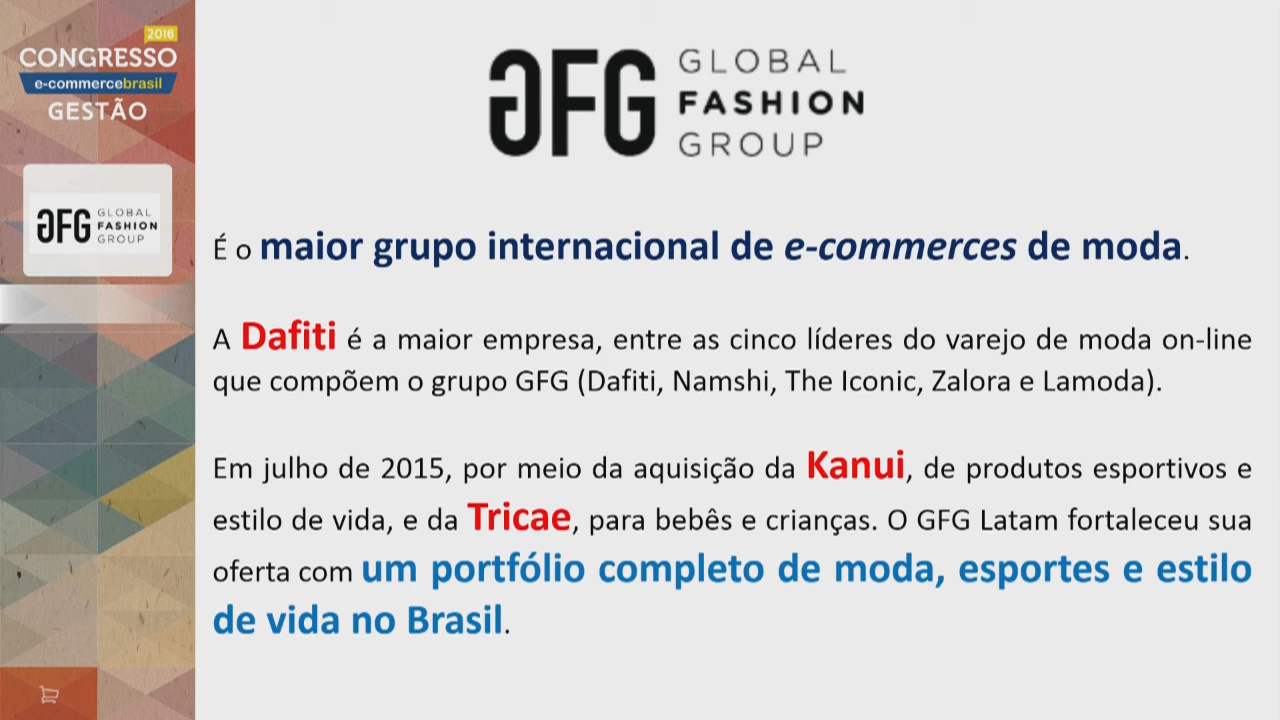 2016
CONGRESSO
e-commercebrasil
GESTÃO
GFG GLOBAL
FASHION
GROUP
GFG GLOBAL
FASHION
GROUP
É o maior grupo internacional de e-commerces de moda.
A Dafiti é a maior empresa, entre as cinco líderes do varejo de moda on-line
que compõem o grupo GFG (Dafiti, Namshi, The Iconic, Zalora e Lamoda).
Em julho de 2015, por meio da aquisição da Kanui, de produtos esportivos e
estilo de vida, e da Tricae, para bebês e crianças. O GFG Latam fortaleceu sua
oferta com um portfólio completo de moda, esportes e estilo
de vida no Brasil.